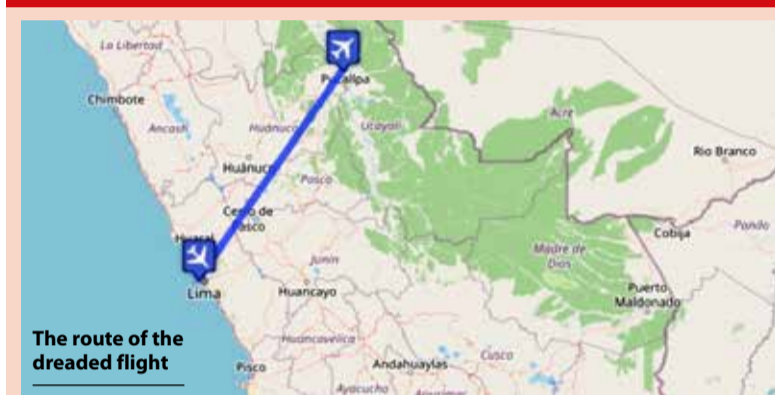 La Libertad
Chimbote
Ancash
Huánuco
Ucayali
Acre
Rio Branco
Huánuco
Pasco
Cerro de
Pasco
Cobija
Pando
Huaral
Junín
Madre de
Dios
Lima
Huancayo
Puerto
Maldonado
The route of the
dreaded flight
Huancavelica
Pisco
Andahuaylas
Cusco
Ayacucho